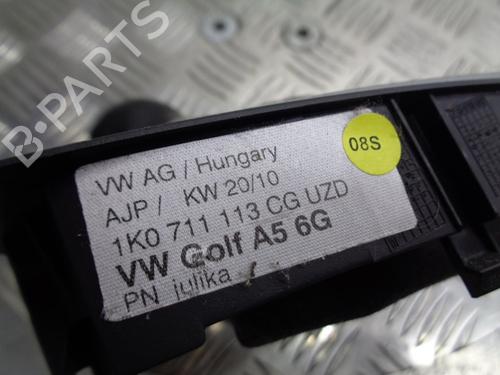 B-PARTS
VW AG / Hungary
AJP / KW 20/10
1K0 711 113 CG UZD
VW Golf A5 6G
PN julika
08S